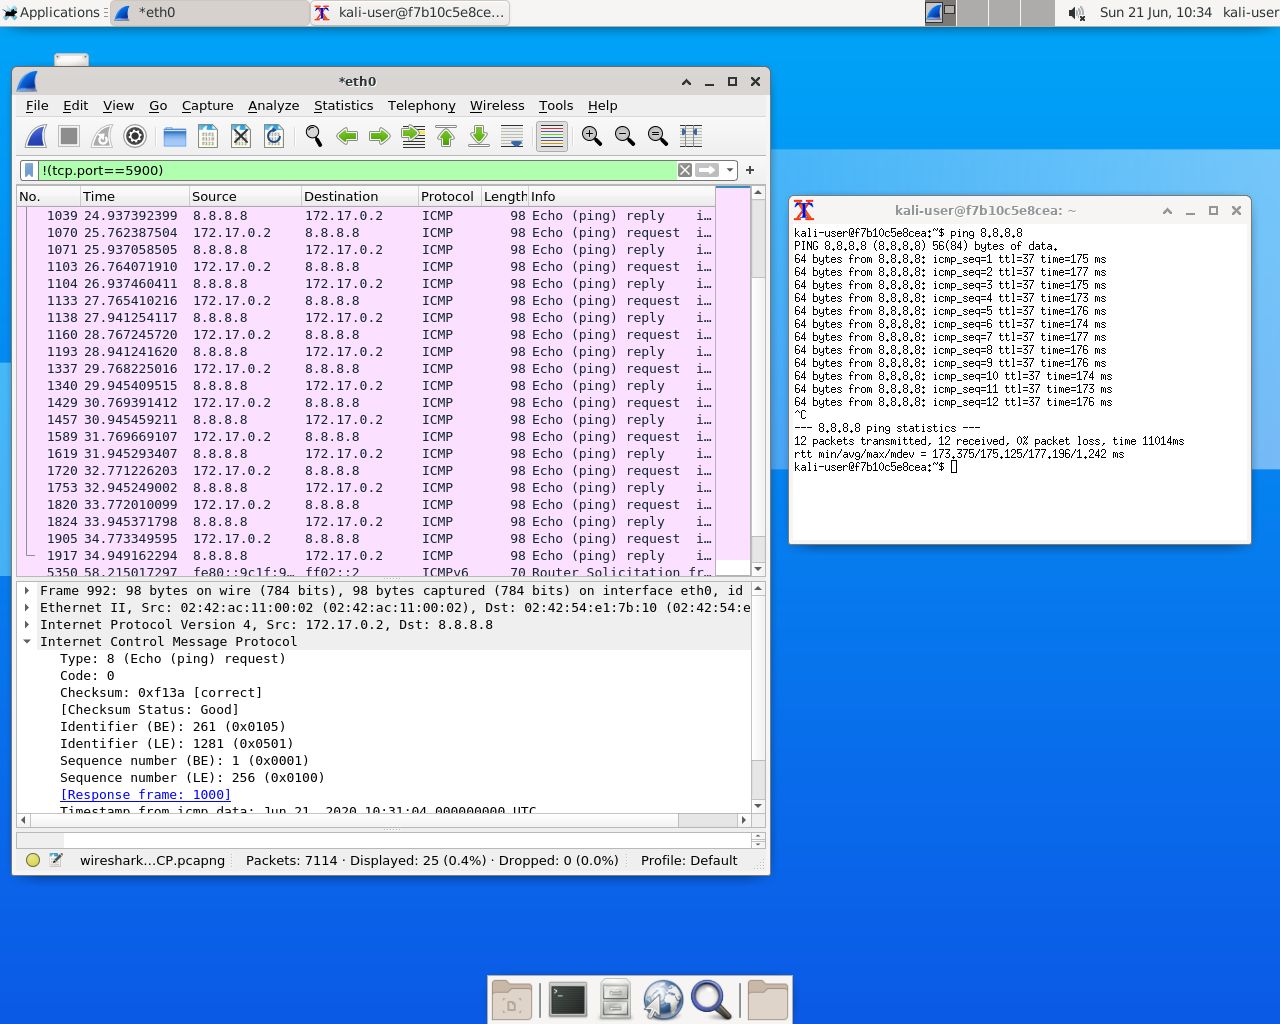 Applications *eth0 kali-user@f7b10c5e8ce... Sun 21 Jun, 10:34 kali-user
*eth0
File Edit View Go Capture Analyze Statistics Telephony Wireless Tools Help
!(tcp.port==5900)
No. Time Source Destination Protocol Length Info
1039 24.937392399 8.8.8.8 172.17.0.2 ICMP 98 Echo (ping) reply i...
1070 25.762387504 172.17.0.2 8.8.8.8 ICMP 98 Echo (ping) request i...
1071 25.937058505 8.8.8.8 172.17.0.2 ICMP 98 Echo (ping) reply i...
1103 26.764071910 172.17.0.2 8.8.8.8 ICMP 98 Echo (ping) request i...
1104 26.937460411 8.8.8.8 172.17.0.2 ICMP 98 Echo (ping) reply i...
1133 27.765410216 172.17.0.2 8.8.8.8 ICMP 98 Echo (ping) request i...
1138 27.941254117 8.8.8.8 172.17.0.2 ICMP 98 Echo (ping) reply i...
1160 28.767245720 172.17.0.2 8.8.8.8 ICMP 98 Echo (ping) request i...
1193 28.941241620 8.8.8.8 172.17.0.2 ICMP 98 Echo (ping) reply i...
1337 29.768225016 172.17.0.2 8.8.8.8 ICMP 98 Echo (ping) request i...
1340 29.945409515 8.8.8.8 172.17.0.2 ICMP 98 Echo (ping) reply i...
1429 30.769391412 172.17.0.2 8.8.8.8 ICMP 98 Echo (ping) request i...
1457 30.945459211 8.8.8.8 172.17.0.2 ICMP 98 Echo (ping) reply i...
1589 31.769669107 172.17.0.2 8.8.8.8 ICMP 98 Echo (ping) request i...
1619 31.945293407 8.8.8.8 172.17.0.2 ICMP 98 Echo (ping) reply i...
1720 32.771226203 172.17.0.2 8.8.8.8 ICMP 98 Echo (ping) request i...
1753 32.945249002 8.8.8.8 172.17.0.2 ICMP 98 Echo (ping) reply i...
1820 33.772010099 172.17.0.2 8.8.8.8 ICMP 98 Echo (ping) request i...
1824 33.945371798 8.8.8.8 172.17.0.2 ICMP 98 Echo (ping) reply i...
1905 34.773349595 172.17.0.2 8.8.8.8 ICMP 98 Echo (ping) request i...
1917 34.949162294 8.8.8.8 172.17.0.2 ICMP 98 Echo (ping) reply i...
5350 58.215017297 fe80::9c1f:9... ff02::2 ICMPv6 70 Router Solicitation fr...
Frame 992: 98 bytes on wire (784 bits), 98 bytes captured (784 bits) on interface eth0, id
Ethernet II, Src: 02:42:ac:11:00:02 (02:42:ac:11:00:02), Dst: 02:42:54:e1:7b:10 (02:42:54:e
Internet Protocol Version 4, Src: 172.17.0.2, Dst: 8.8.8.8
Internet Control Message Protocol
Type: 8 (Echo (ping) request)
Code: 0
Checksum: 0xf13a [correct]
[Checksum Status: Good]
Identifier (BE): 261 (0x0105)
Identifier (LE): 1281 (0x0501)
Sequence number (BE): 1 (0x0001)
Sequence number (LE): 256 (0x0100)
[Response frame: 1000]
Timestamp from icmp data: Jun 21, 2020 10:31:04.000000000 UTC
wireshark...CP.pcapng Packets: 7114 · Displayed: 25 (0.4%) · Dropped: 0 (0.0%) Profile: Default
kali-user@f7b10c5e8cea: ~
kali-user@f7b10c5e8cea:~$ ping 8.8.8.8
PING 8.8.8.8 (8.8.8.8) 56(84) bytes of data.
64 bytes from 8.8.8.8: icmp_seq=1 ttl=37 time=175 ms
64 bytes from 8.8.8.8: icmp_seq=2 ttl=37 time=177 ms
64 bytes from 8.8.8.8: icmp_seq=3 ttl=37 time=175 ms
64 bytes from 8.8.8.8: icmp_seq=4 ttl=37 time=173 ms
64 bytes from 8.8.8.8: icmp_seq=5 ttl=37 time=176 ms
64 bytes from 8.8.8.8: icmp_seq=6 ttl=37 time=174 ms
64 bytes from 8.8.8.8: icmp_seq=7 ttl=37 time=177 ms
64 bytes from 8.8.8.8: icmp_seq=8 ttl=37 time=176 ms
64 bytes from 8.8.8.8: icmp_seq=9 ttl=37 time=176 ms
64 bytes from 8.8.8.8: icmp_seq=10 ttl=37 time=174 ms
64 bytes from 8.8.8.8: icmp_seq=11 ttl=37 time=173 ms
64 bytes from 8.8.8.8: icmp_seq=12 ttl=37 time=176 ms
^C
--- 8.8.8.8 ping statistics ---
12 packets transmitted, 12 received, 0% packet loss, time 11014ms
rtt min/avg/max/mdev = 173.375/175.125/177.196/1.242 ms
kali-user@f7b10c5e8cea:~$